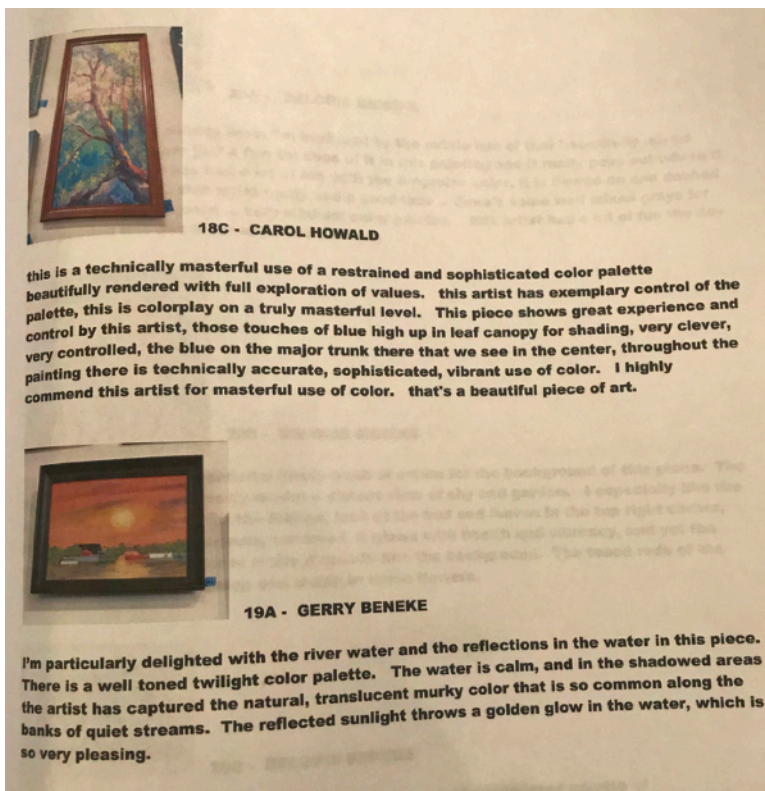 18C - CAROL HOWALD
this is a technically masterful use of a restrained and sophisticated color palette
beautifully rendered with full exploration of values. this artist has exemplary control of the
palette, this is colorplay on a truly masterful level. This piece shows great experience and
control by this artist, those touches of blue high up in leaf canopy for shading, very clever,
very controlled, the blue on the major trunk there that we see in the center, throughout the
painting there is technically accurate, sophisticated, vibrant use of color. I highly
commend this artist for masterful use of color. that's a beautiful piece of art.
19A - GERRY BENEKE
I'm particularly delighted with the river water and the reflections in the water in this piece.
There is a well toned twilight color palette. The water is calm, and in the shadowed areas
the artist has captured the natural, translucent murky color that is so common along the
banks of quiet streams. The reflected sunlight throws a golden glow in the water, which is
so very pleasing.